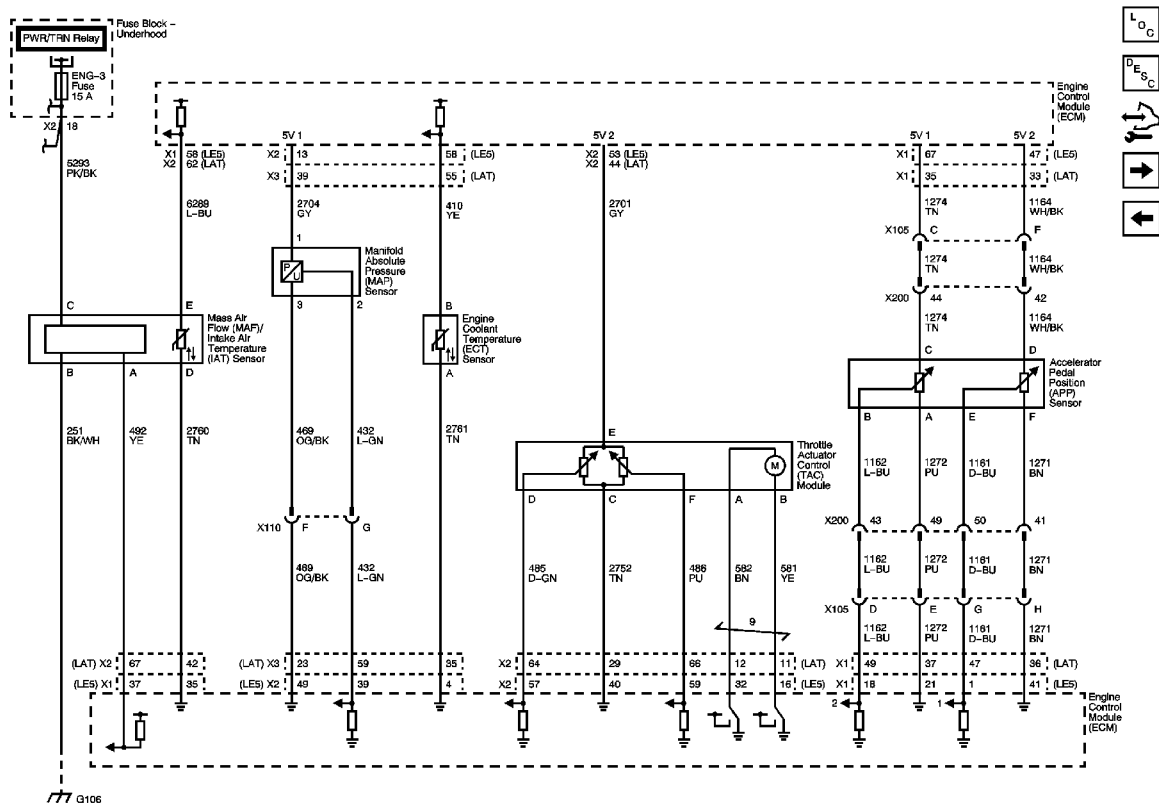 Fuse Block –
Underhood
PWR/TRN Relay
ENG–3
Fuse
15 A
X2 18
5293
PK/BK
LOC
DESC
Engine
Control
Module
(ECM)
5V 1
5V 2
5V 1
5V 2
X1 58 (LE5)
X2 62 (LAT)
X2 13 58 (LE5)
X3 39 55 (LAT)
X2 53 (LE5)
X2 44 (LAT)
X1 67 47 (LE5)
X1 35 33 (LAT)
6289
L–BU
2704
GY
410
YE
2701
GY
1274
TN
1164
WH/BK
X105 C F
1274
TN
1164
WH/BK
X200 44 42
1274
TN
1164
WH/BK
1
P
U
Manifold
Absolute
Pressure
(MAP)
Sensor
3 2
C E
Mass Air
Flow (MAF)/
Intake Air
Temperature
(IAT) Sensor
B A D
B
Engine
Coolant
Temperature
(ECT)
Sensor
A
C D
Accelerator
Pedal
Position
(APP)
Sensor
B A E F
251
BK/WH
492
YE
2760
TN
469
OG/BK
432
L–GN
2761
TN
E
Throttle
Actuator
Control
(TAC)
Module
M
D C F A B
1162
L–BU
1272
PU
1161
D–BU
1271
BN
X110 F G
X200 43 49 50 41
469
OG/BK
432
L–GN
485
D–GN
2752
TN
486
PU
582
BN
581
YE
1162
L–BU
1272
PU
1161
D–BU
1271
BN
X105 D E G H
9
1162
L–BU
1272
PU
1161
D–BU
1271
BN
(LAT) X2 67 42
(LE5) X1 37 35
(LAT) X3 23 59 35
(LE5) X2 49 39 4
X2 64 29 66 12 11 (LAT)
X2 57 40 59 32 16 (LE5)
X1 49 37 47 36 (LAT)
X1 18 21 1 41 (LE5)
2
1
Engine
Control
Module
(ECM)
G106